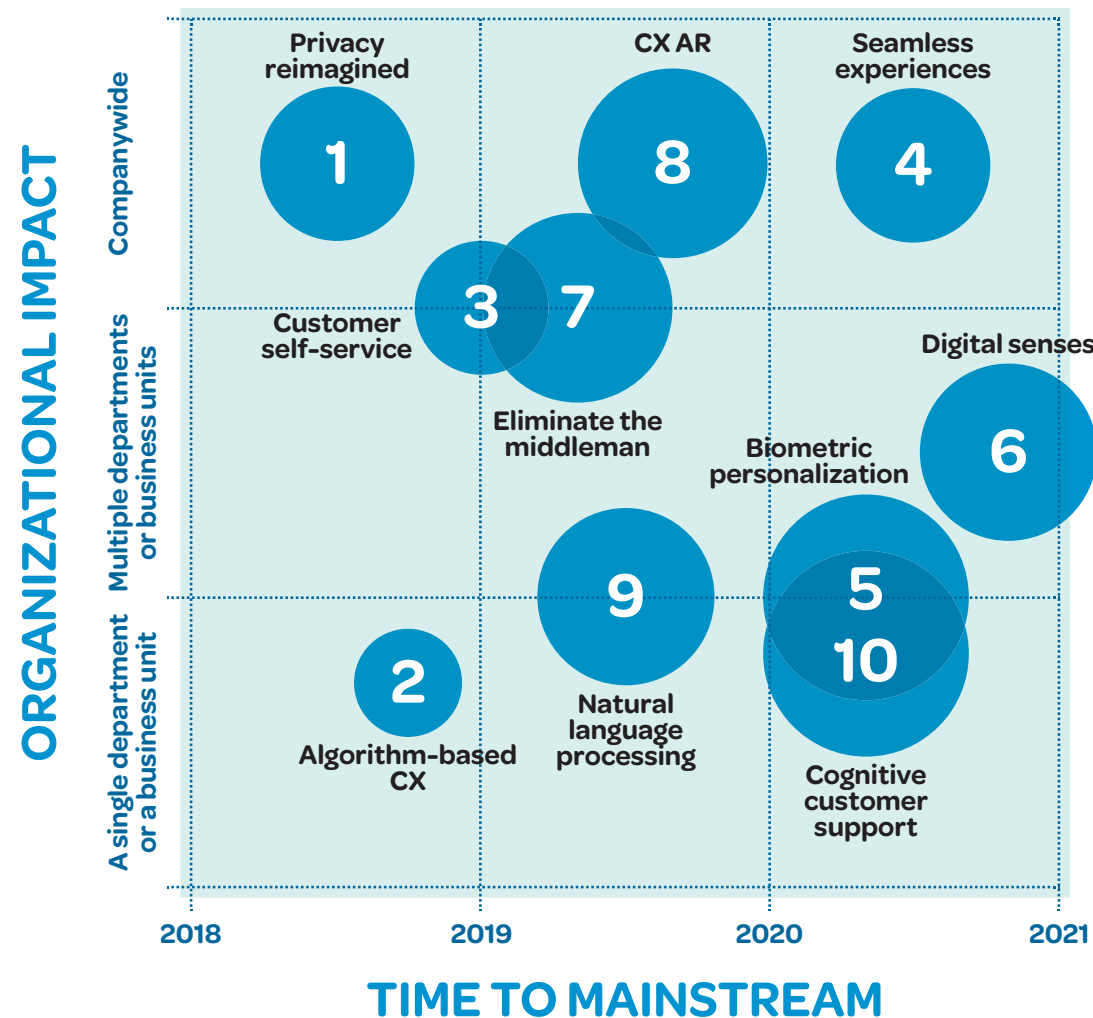 ORGANIZATIONAL IMPACT
Companywide
Multiple departments
or business units
A single department
or a business unit
Privacy
reimagined
1
CX AR
8
Seamless
experiences
4
3
7
Customer
self-service
Eliminate the
middleman
Digital senses
6
Biometric
personalization
5
9
10
2
Natural
language
processing
Algorithm-based
CX
Cognitive
customer
support
2018
2019
2020
2021
TIME TO MAINSTREAM